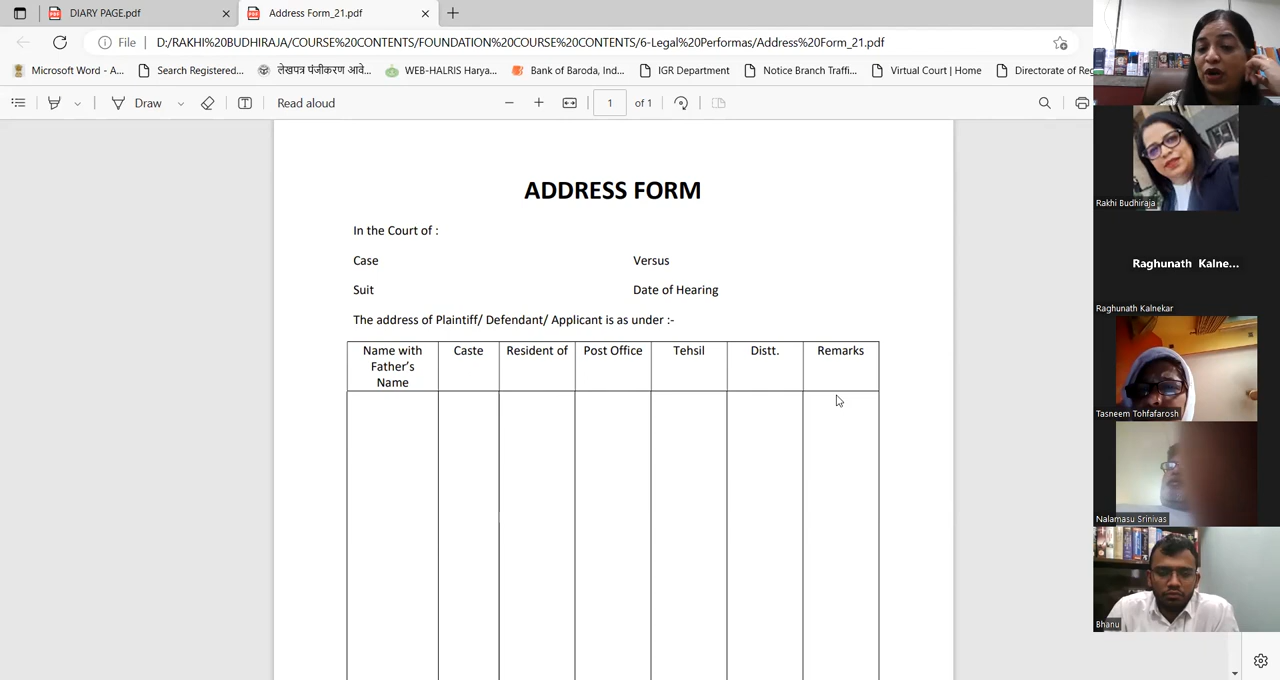 DIARY PAGE.pdf
Address Form_21.pdf
File
D:/RAKHI%20BUDHIRAJA/COURSE%20CONTENTS/FOUNDATION%20COURSE%20CONTENTS/6-Legal%20Performas/Address%20Form_21.pdf
Microsoft Word - A...
Search Registered...
लेखपत्र पंजीकरण आवे...
WEB-HALRIS Harya...
Bank of Baroda, Ind...
IGR Department
Notice Branch Traffi...
Virtual Court | Home
Directorate of Reg
Draw
Read aloud
1
of 1
ADDRESS FORM
In the Court of :
Case
Versus
Suit
Date of Hearing
The address of Plaintiff/ Defendant/ Applicant is as under :-
Name with
Father's
Name
Caste
Resident of
Post Office
Tehsil
Distt.
Remarks
Rakhi Budhiraja
Raghunath Kalne...
Raghunath Kalnekar
Tasneem Tohfafarosh
Nalamasu Srinivas
Bhanu